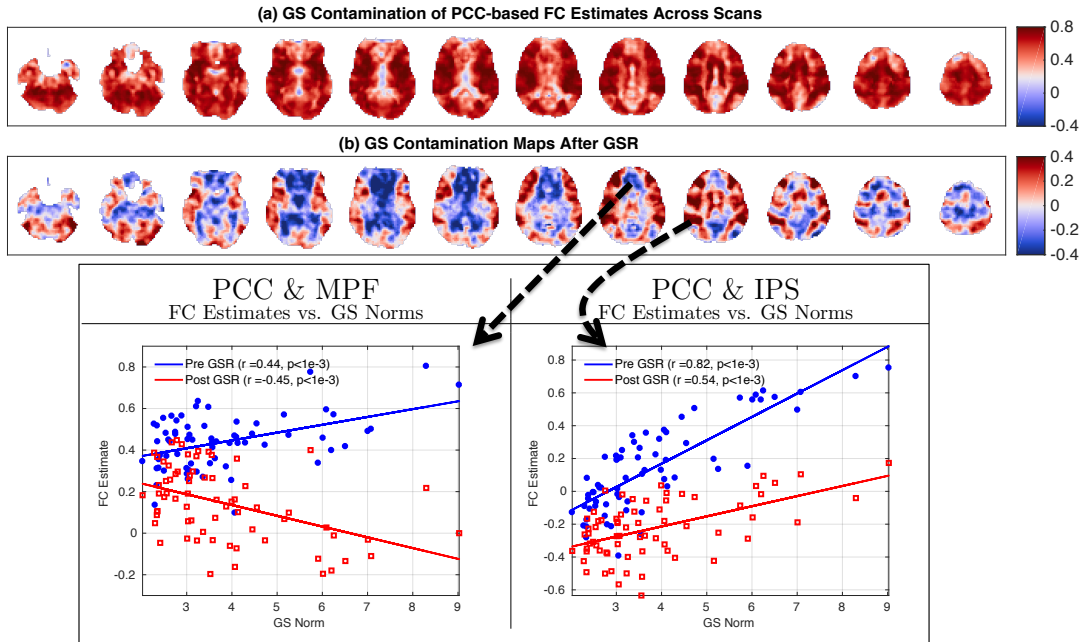 (a) GS Contamination of PCC-based FC Estimates Across Scans
0.8
0.4
0
-0.4
(b) GS Contamination Maps After GSR
0.4
0.2
0
-0.2
-0.4
PCC & MPF
FC Estimates vs. GS Norms
PCC & IPS
FC Estimates vs. GS Norms
Pre GSR (r =0.44, p<1e-3)
Post GSR (r=-0.45, p<1e-3)
0.8
0.6
0.4
0.2
0
-0.2
FC Estimate
3 4 5 6 7 8 9
GS Norm
Pre GSR (r=0.82, p<1e-3)
Post GSR (r=0.54, p<1e-3)
0.8
0.6
0.4
0.2
0
-0.2
-0.4
-0.6
FC Estimate
3 4 5 6 7 8 9
GS Norm